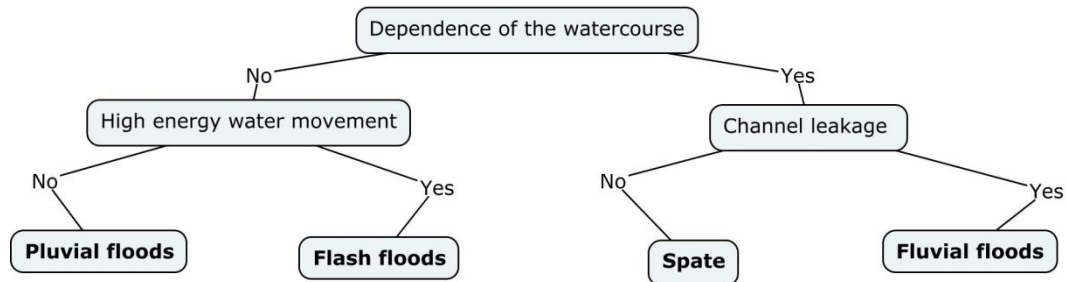 Dependence of the watercourse
No
Yes
High energy water movement
Channel leakage
No
Yes
No
Yes
Pluvial floods
Flash floods
Spate
Fluvial floods